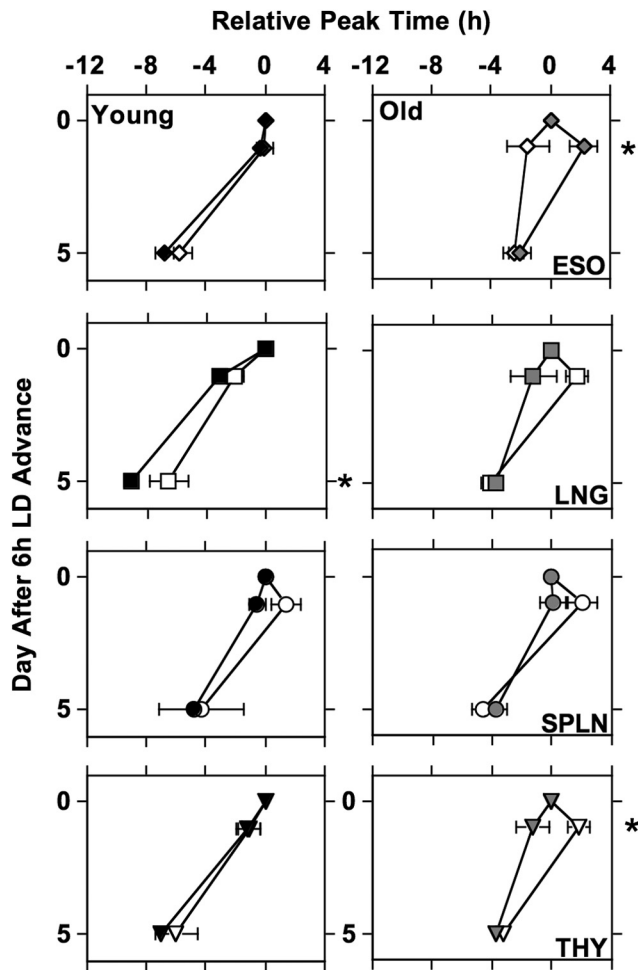 Relative Peak Time (h)
-12 -8 -4 0 4 -12 -8 -4 0 4
Young Old
0
*
5
ESO
0
5 *
LNG
0
5
SPLN
0 0
*
5 5
THY
Day After 6h LD Advance